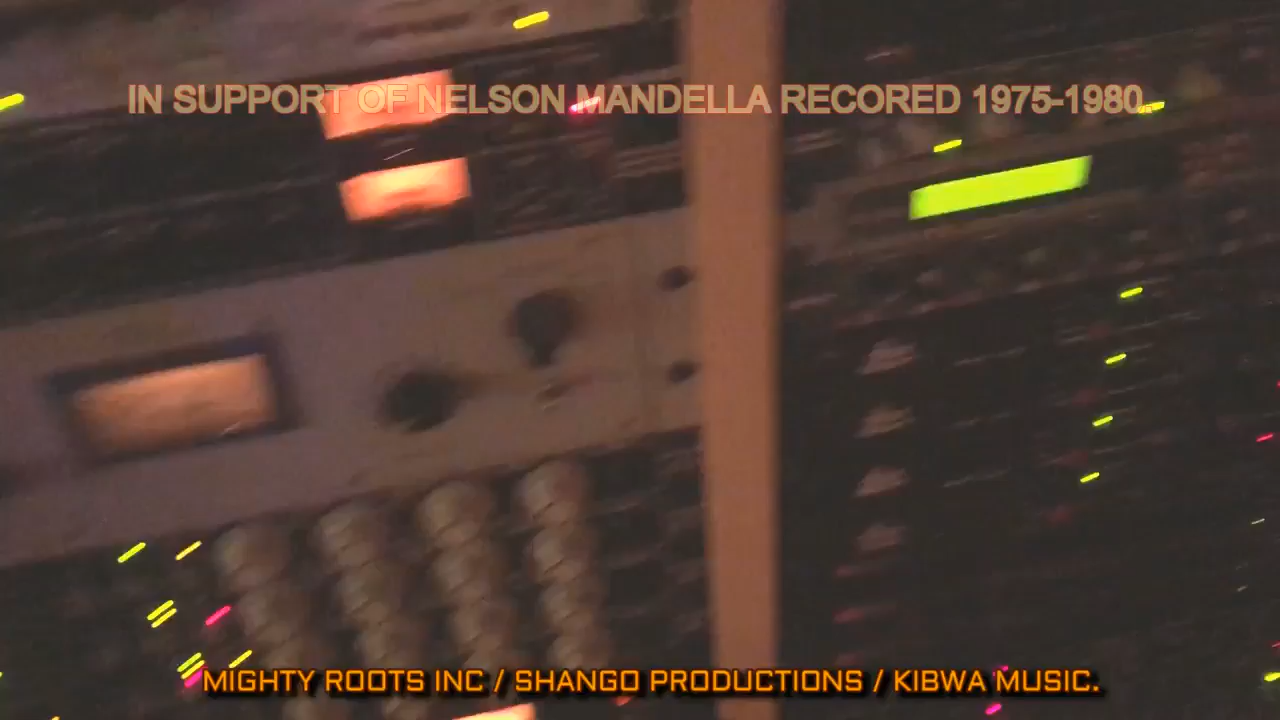 IN SUPPORT OF NELSON MANDELLA RECORED 1975-1980.
MIGHTY ROOTS INC / SHANGO PRODUCTIONS / KIBWA MUSIC.